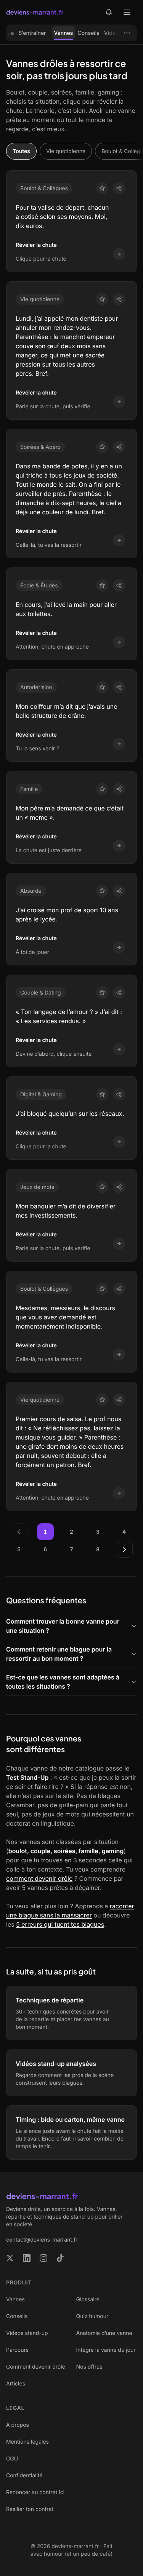 deviens-marrant.fr
S'entraîner Vannes Conseils
Vannes drôles à ressortir ce
soir, pas trois jours plus tard
Boulot, couple, soirées, famille, gaming :
choisis ta situation, clique pour révéler la
chute. La théorie, c'est bien. Avoir une vanne
prête au moment où tout le monde te
regarde, c'est mieux.
Toutes Vie quotidienne
Boulot & Collègues
Pour ta valise de départ, chacun
a cotisé selon ses moyens. Moi,
dix euros.
Révéler la chute
Clique pour la chute
Vie quotidienne
Lundi, j'ai appelé mon dentiste pour
annuler mon rendez-vous.
Parenthèse : le manchot empereur
couve son œuf deux mois sans
manger, ce qui met une sacrée
pression sur tous les autres
pères. Bref.
Révéler la chute
Parie sur la chute, puis vérifie
Soirées & Apéro
Dans ma bande de potes, il y en a un
qui triche à tous les jeux de société.
Tout le monde le sait. On a fini par le
surveiller de près. Parenthèse : le
dimanche à dix-sept heures, le ciel a
déjà une couleur de lundi. Bref.
Révéler la chute
Celle-là, tu vas la ressortir
École & Études
En cours, j'ai levé la main pour aller
aux toilettes.
Révéler la chute
Attention, chute en approche
Autodérision
Mon coiffeur m'a dit que j'avais une
belle structure de crâne.
Révéler la chute
Tu la sens venir ?
Famille
Mon père m'a demandé ce que c'était
un « meme ».
Révéler la chute
La chute est juste derrière
Absurde
J'ai croisé mon prof de sport 10 ans
après le lycée.
Révéler la chute
À toi de jouer
Couple & Dating
« Ton langage de l'amour ? » J'ai dit :
« Les services rendus. »
Révéler la chute
Devine d'abord, clique ensuite
Digital & Gaming
J'ai bloqué quelqu'un sur les réseaux.
Révéler la chute
Clique pour la chute
Jeux de mots
Mon banquier m'a dit de diversifier
mes investissements.
Révéler la chute
Parie sur la chute, puis vérifie
Boulot & Collègues
Mesdames, messieurs, le discours
que vous avez demandé est
momentanément indisponible.
Révéler la chute
Celle-là, tu vas la ressortir
Vie quotidienne
Premier cours de salsa. Le prof nous
dit : « Ne réfléchissez pas, laissez la
musique vous guider. » Parenthèse :
une girafe dort moins de deux heures
par nuit, souvent debout : elle a
forcément un patron. Bref.
Révéler la chute
Attention, chute en approche
1 2 3 4
5 6 7 8
Questions fréquentes
Comment trouver la bonne vanne pour
une situation ?
Comment retenir une blague pour la
ressortir au bon moment ?
Est-ce que les vannes sont adaptées à
toutes les situations ?
Pourquoi ces vannes
sont différentes
Chaque vanne de notre catalogue passe le
Test Stand-Up : « est-ce que je peux la sortir
ce soir et faire rire ? » Si la réponse est non,
elle n'est pas sur le site. Pas de blagues
Carambar, pas de grille-pain qui parle tout
seul, pas de jeux de mots qui nécessitent un
doctorat en linguistique.
Nos vannes sont classées par situation
(boulot, couple, soirées, famille, gaming)
pour que tu en trouves en 3 secondes celle qui
colle à ton contexte. Tu veux comprendre
comment devenir drôle ? Commence par
avoir 5 vannes prêtes à dégainer.
Tu veux aller plus loin ? Apprends à raconter
une blague sans la massacrer ou découvre
les 5 erreurs qui tuent tes blagues.
La suite, si tu as pris goût
Techniques de répartie
30+ techniques concrètes pour avoir
de la répartie et placer tes vannes au
bon moment.
Vidéos stand-up analysées
Regarde comment les pros de la scène
construisent leurs blagues.
Timing : bide ou carton, même vanne
Le silence juste avant la chute fait la moitié
du travail. Encore faut-il savoir combien de
temps le tenir.
deviens-marrant.fr
Deviens drôle, un exercice à la fois. Vannes,
répartie et techniques de stand-up pour briller
en société.
contact@deviens-marrant.fr
PRODUIT
Vannes Glossaire
Conseils Quiz humour
Vidéos stand-up Anatomie d'une vanne
Parcours Intègre la vanne du jour
Comment devenir drôle Nos offres
Articles
LÉGAL
À propos
Mentions légales
CGU
Confidentialité
Renoncer au contrat ici
Résilier ton contrat
© 2026 deviens-marrant.fr · Fait
avec humour (et un peu de café)